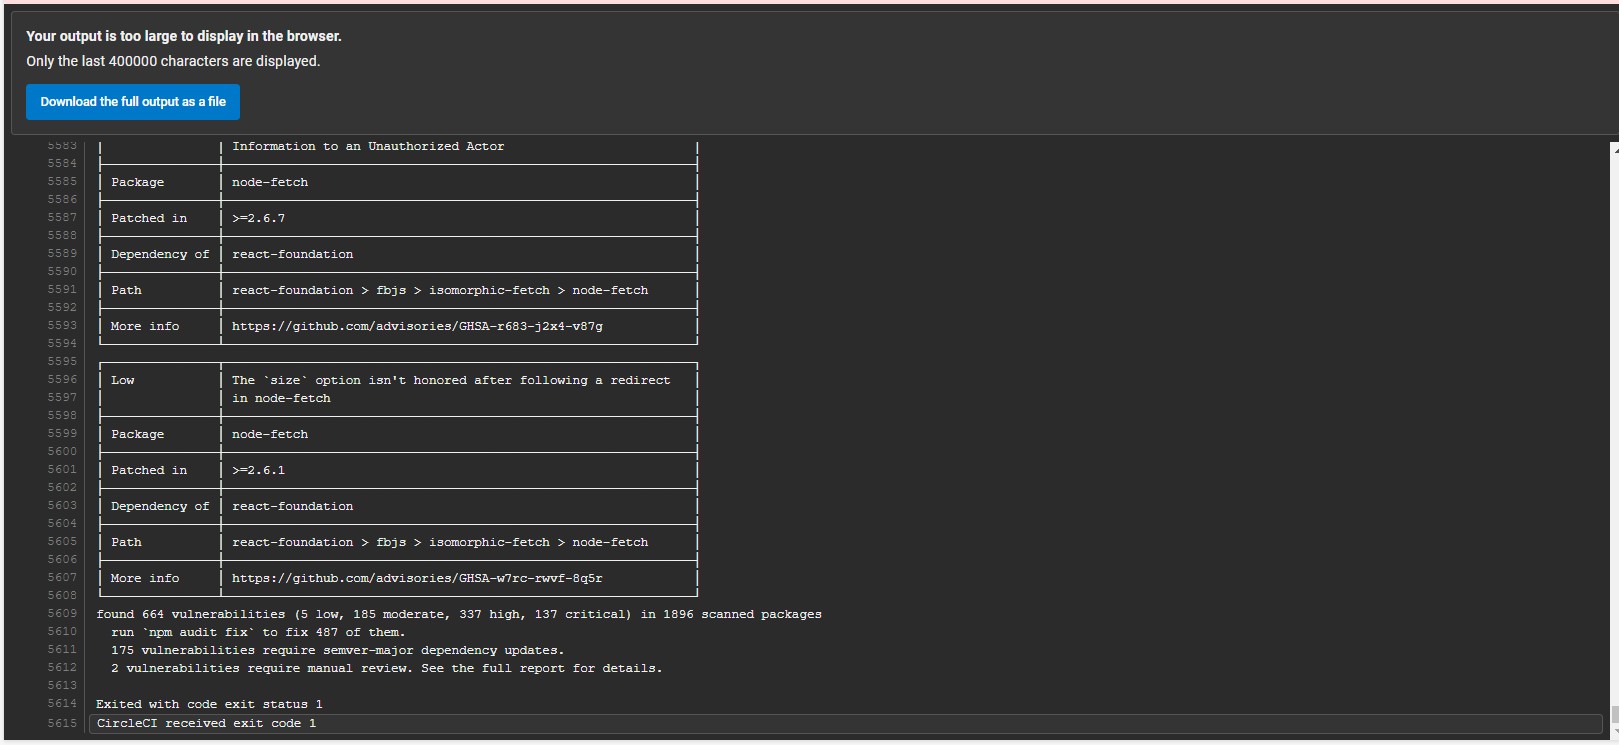 Your output is too large to display in the browser.
Only the last 400000 characters are displayed.
Download the full output as a file
5583 | | Information to an Unauthorized Actor |
5584
5585 | Package | node-fetch |
5586
5587 | Patched in | >=2.6.7 |
5588
5589 | Dependency of | react-foundation |
5590
5591 | Path | react-foundation > fbjs > isomorphic-fetch > node-fetch |
5592
5593 | More info | https://github.com/advisories/GHSA-r683-j2x4-v87g |
5594
5595
5596 | Low | The `size` option isn't honored after following a redirect |
5597 | | in node-fetch |
5598
5599 | Package | node-fetch |
5600
5601 | Patched in | >=2.6.1 |
5602
5603 | Dependency of | react-foundation |
5604
5605 | Path | react-foundation > fbjs > isomorphic-fetch > node-fetch |
5606
5607 | More info | https://github.com/advisories/GHSA-w7rc-rwvf-8q5r |
5608
5609 found 664 vulnerabilities (5 low, 185 moderate, 337 high, 137 critical) in 1896 scanned packages
5610 run `npm audit fix` to fix 487 of them.
5611 175 vulnerabilities require semver-major dependency updates.
5612 2 vulnerabilities require manual review. See the full report for details.
5613
5614 Exited with code exit status 1
5615 CircleCI received exit code 1